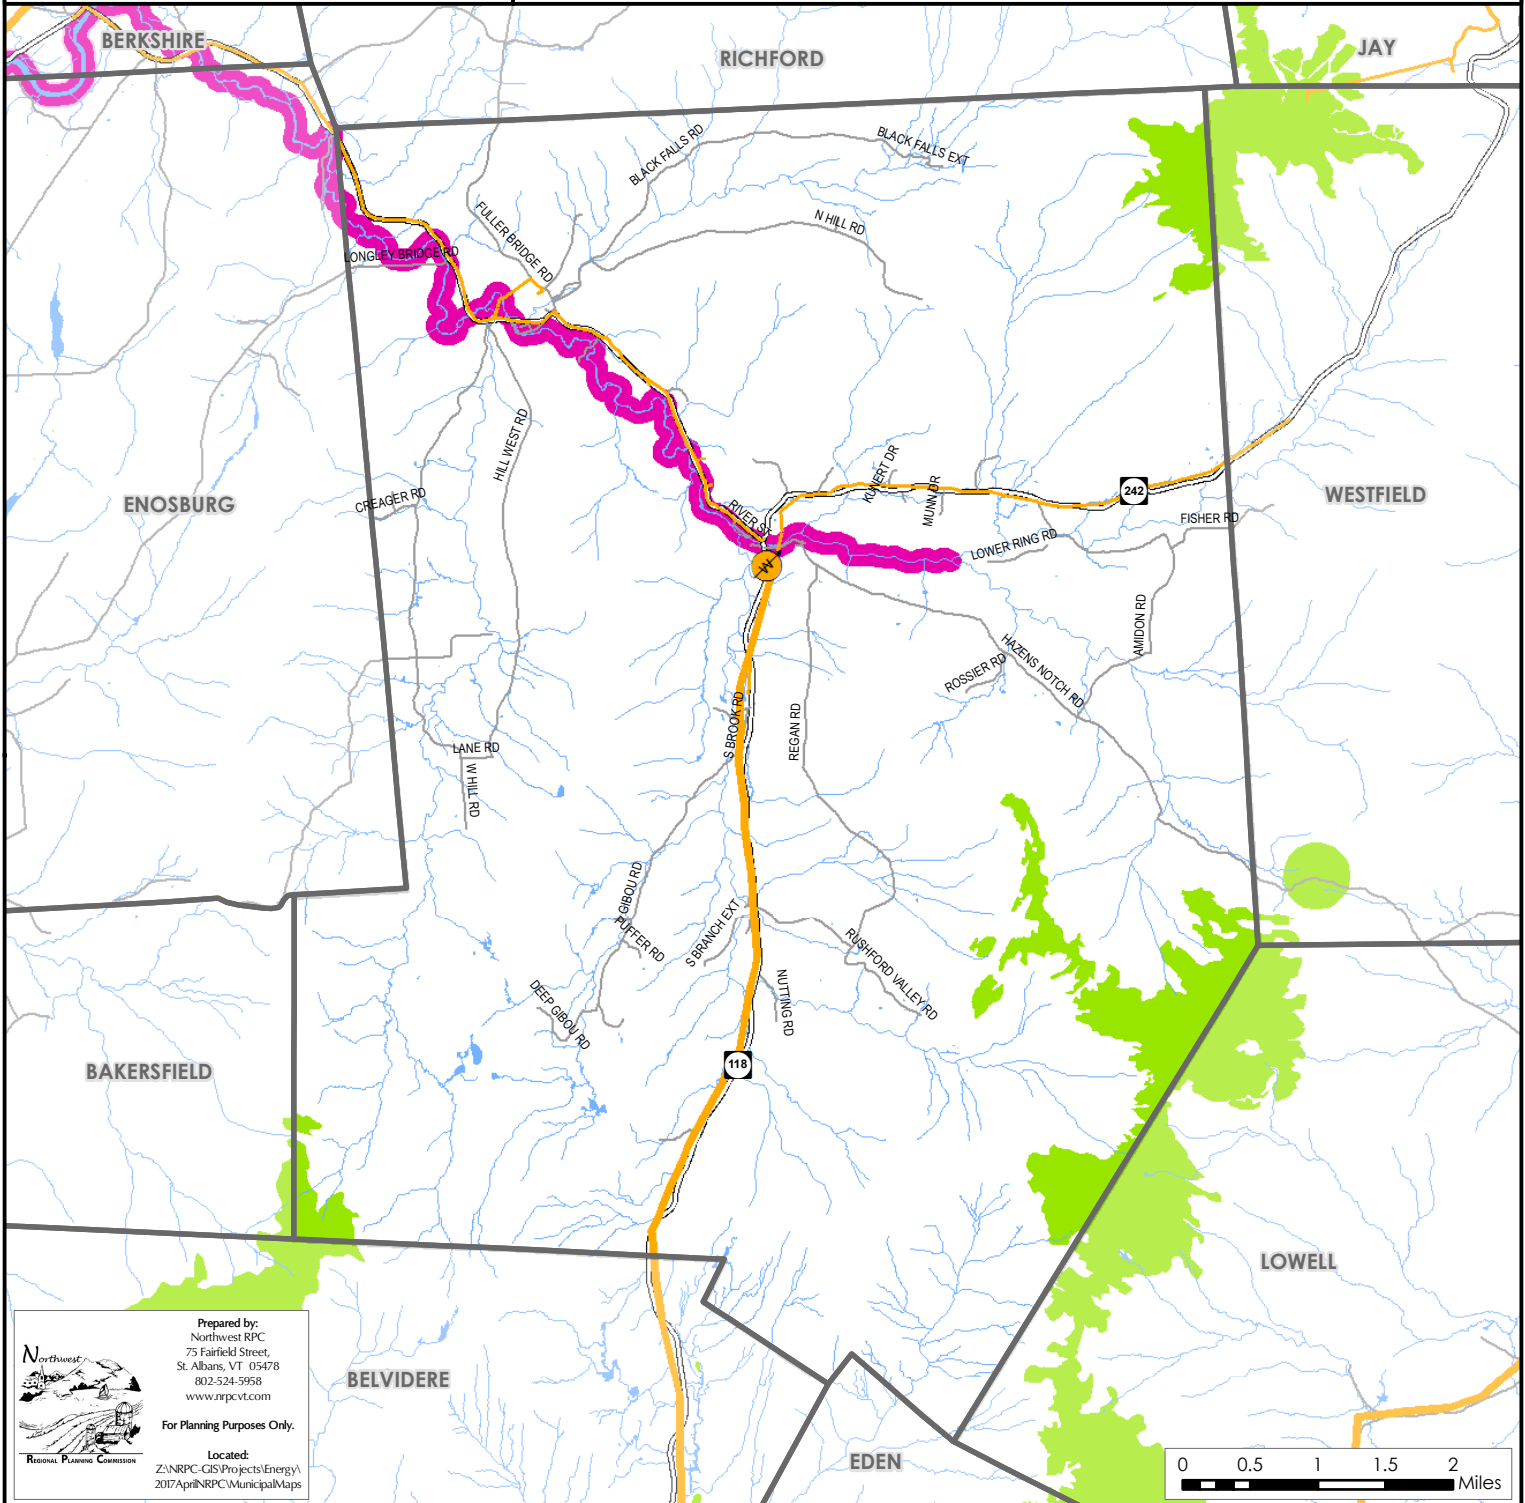 BERKSHIRE
RICHFORD
JAY
BLACK FALLS RD
BLACK FALLS EXT
FULLER BRIDGE RD
N HILL RD
LONGLEY BRIDGE RD
HILL WEST RD
CREAGER RD
ENOSBURG
KUNERT DR
MUNN DR
242
WESTFIELD
RIVER ST
FISHER RD
LOWER RING RD
W
AMIDON RD
HAZENS NOTCH RD
ROSSIER RD
S BROOK RD
REGAN RD
LANE RD
W HILL RD
GIBOU RD
PUFFER RD
S BRANCH EXT
RUSHFORD VALLEY RD
DEEP GIBOU RD
NUTTING RD
BAKERSFIELD
118
LOWELL
BELVIDERE
EDEN
Northwest
REGIONAL PLANNING COMMISSION
Prepared by:
Northwest RPC
75 Fairfield Street,
St. Albans, VT 05478
802-524-5958
www.nrpcvt.com
For Planning Purposes Only.
Located:
Z:\NRPC-GIS\Projects\Energy\
2017AprilNRPC\MunicipalMaps
0 0.5 1 1.5 2
Miles